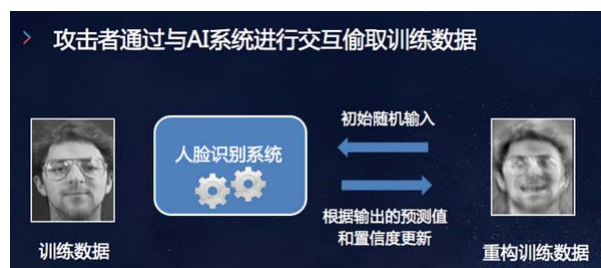 攻击者通过与AI系统进行交互偷取训练数据
人脸识别系统
初始随机输入
根据输出的预测值
和置信度更新
训练数据
重构训练数据